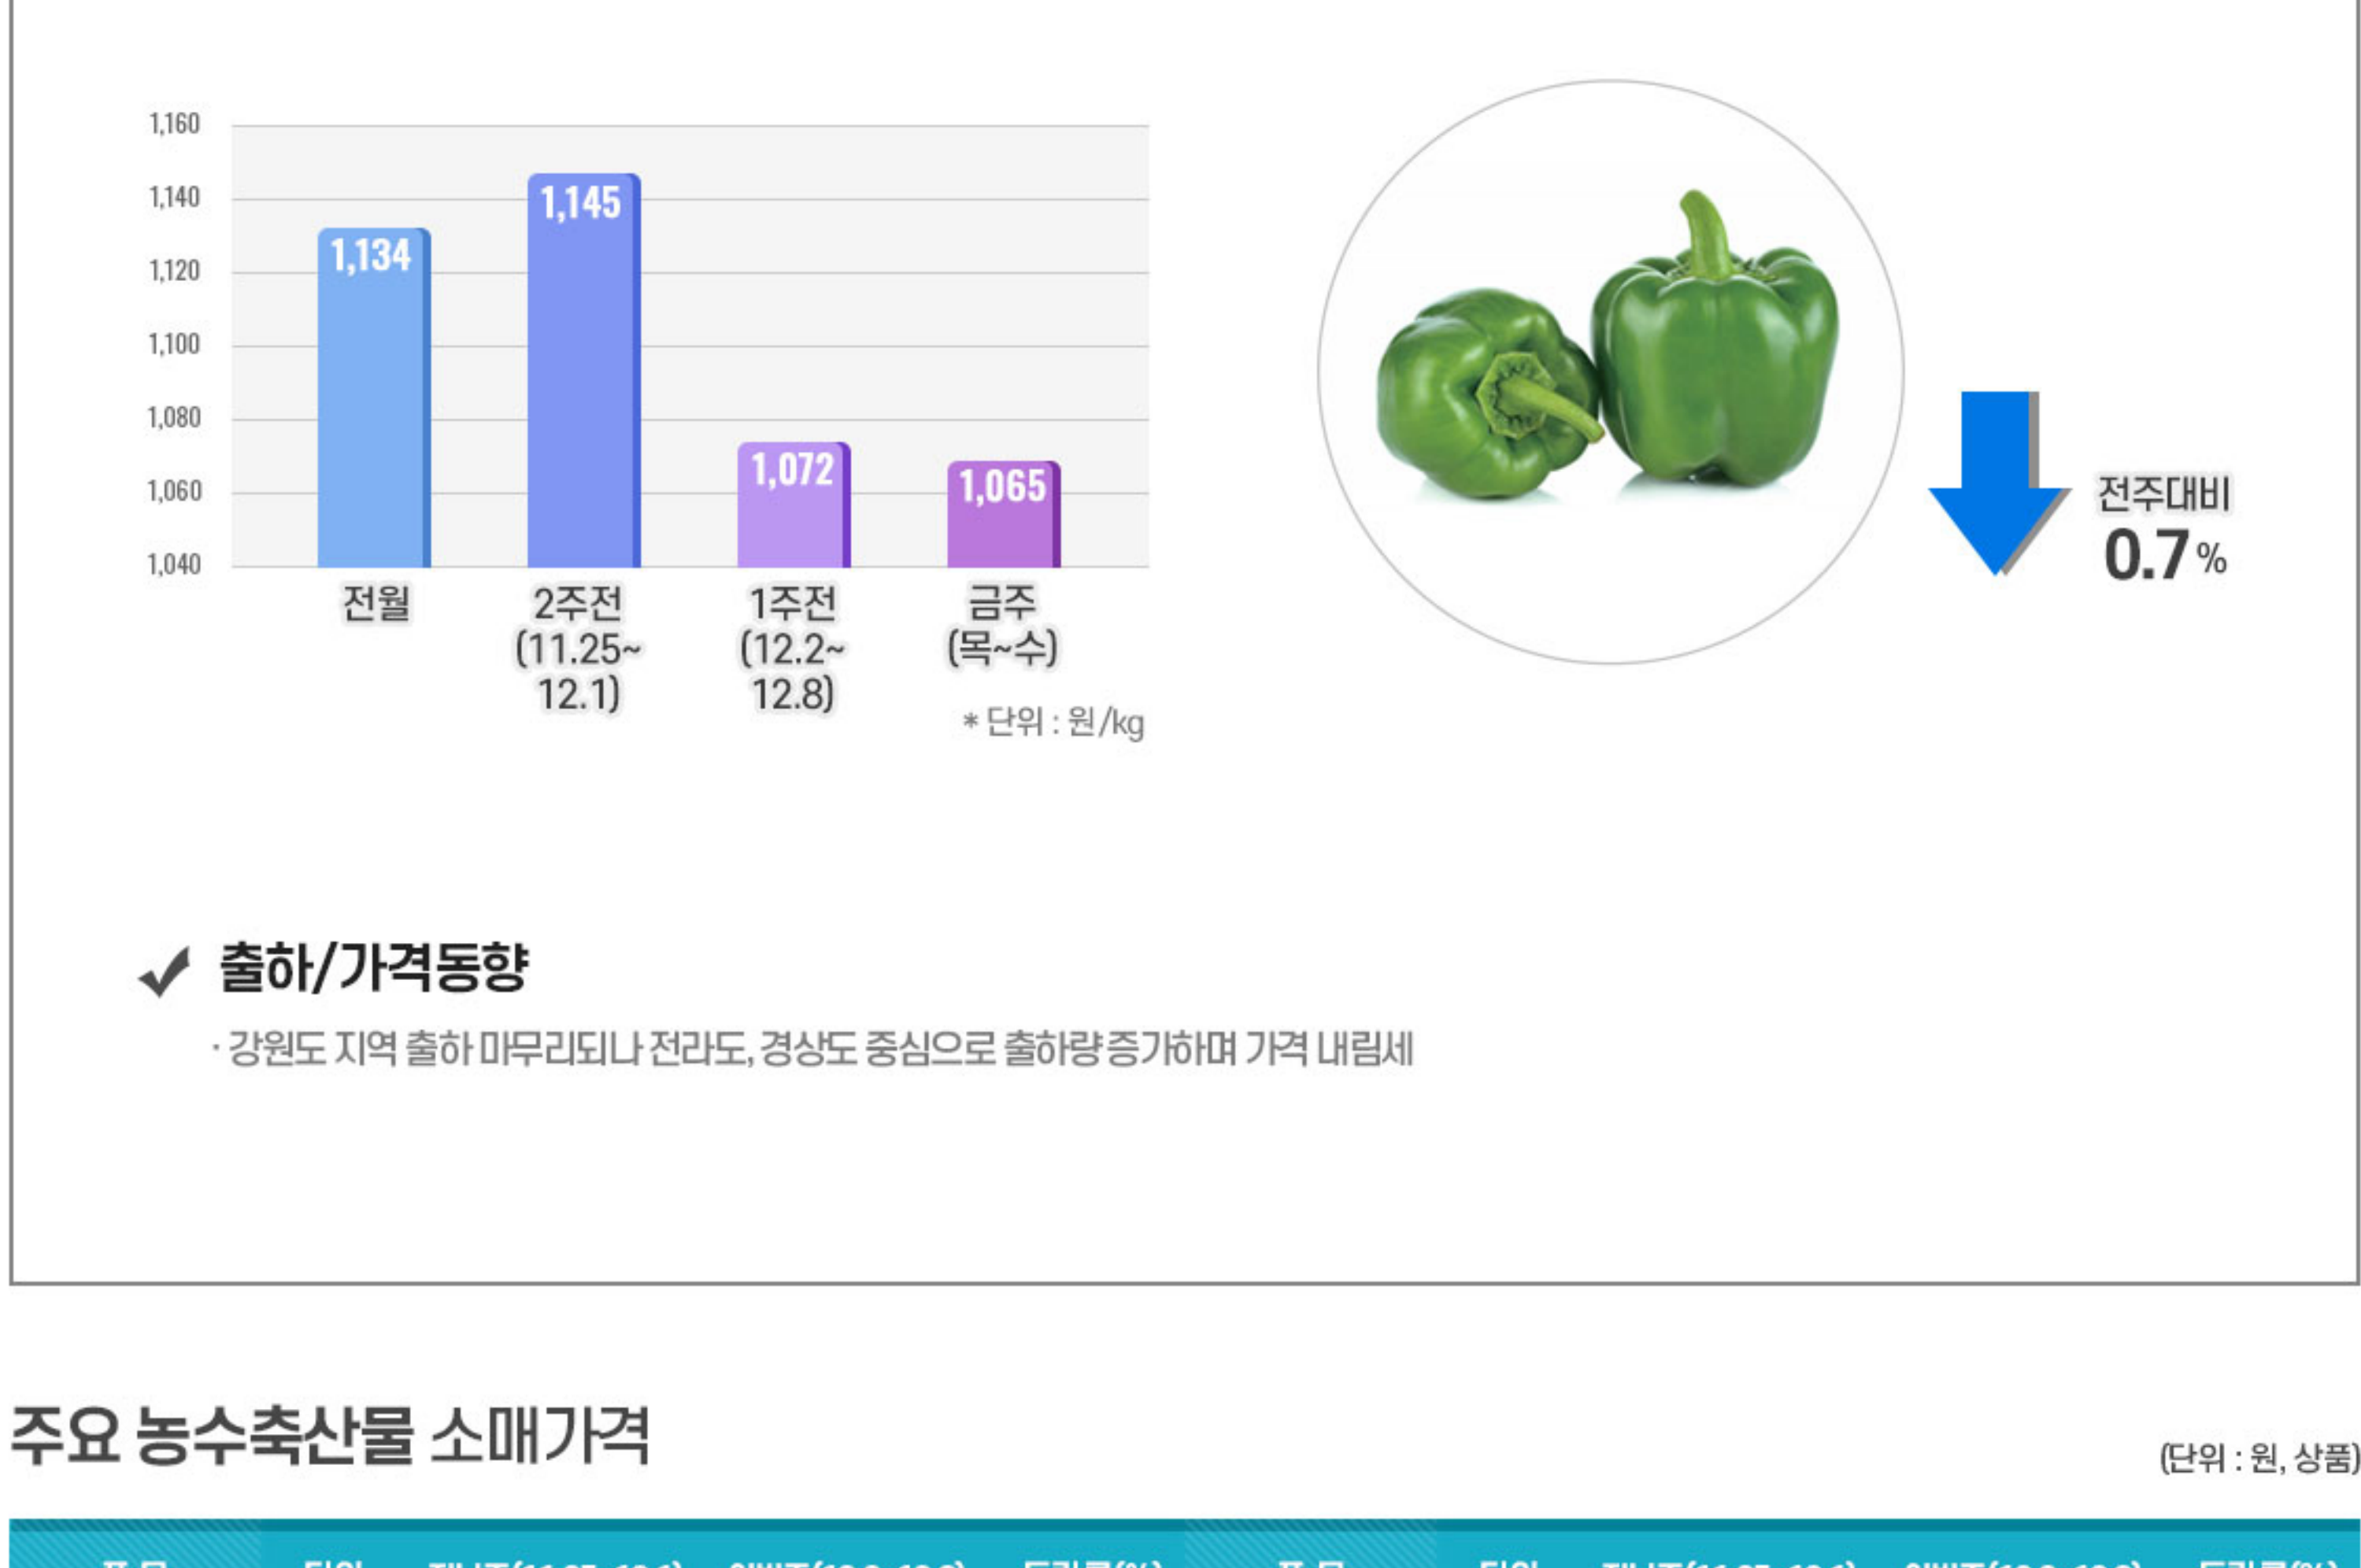 1,160
1,140
1,120
1,100
1,080
1,060
1,040
1,134
1,145
1,072
1,065
전월
2주전
(11.25~
12.1)
1주전
(12.2~
12.8)
금주
(목~수)
* 단위 : 원/kg
전주대비
0.7 %
출하/가격동향
· 강원도 지역 출하 마무리되나 전라도, 경상도 중심으로 출하량 증가하며 가격 내림세
주요 농수축산물 소매가격
(단위 : 원, 상품)